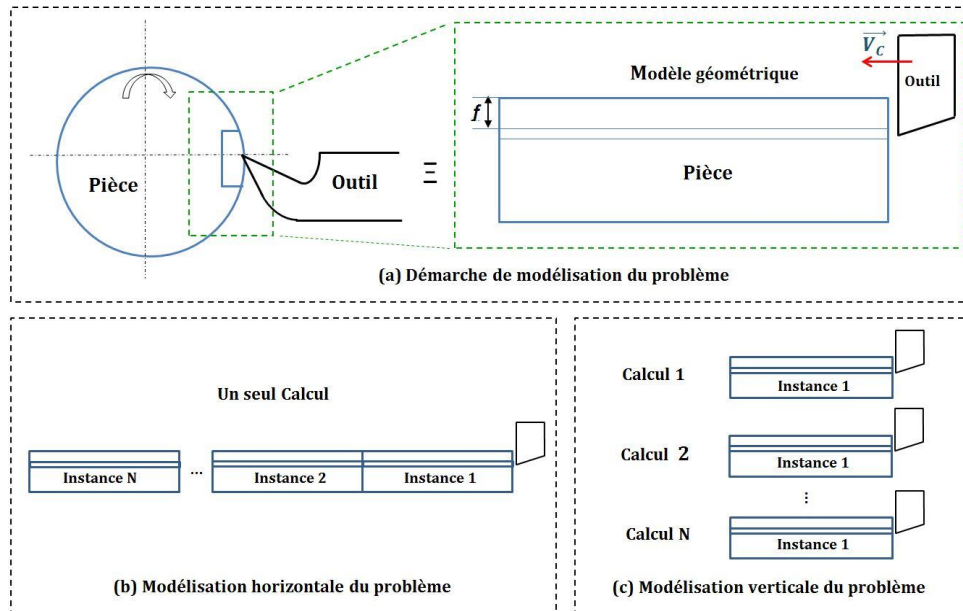 V_C
Outil
Modèle géométrique
f
Pièce
Outil
Ξ
Pièce
(a) Démarche de modélisation du problème
Un seul Calcul
Instance N
...
Instance 2
Instance 1
(b) Modélisation horizontale du problème
Calcul 1
Instance 1
Calcul 2
Instance 1
⋮
Calcul N
Instance 1
(c) Modélisation verticale du problème